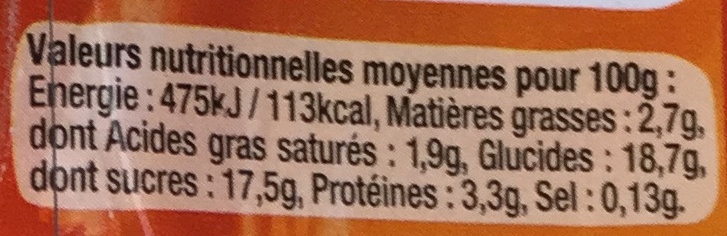 Valeurs nutritionnelles moyennes pour 100g :
Energie : 475kJ / 113kcal, Matières grasses : 2,7g,
dont Acides gras saturés : 1,9g, Glucides : 18,7g,
dont sucres : 17,5g, Protéines : 3,3g, Sel : 0,13g.